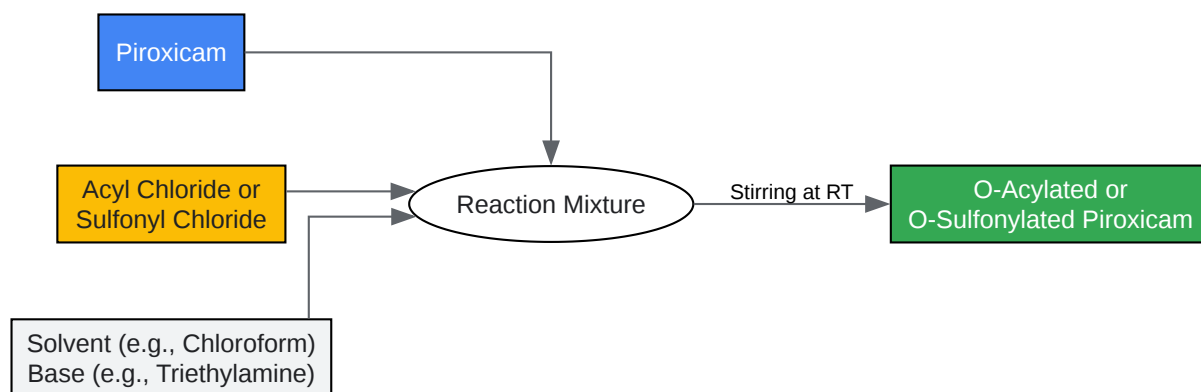 Piroxicam
Acyl Chloride or
Sulfonyl Chloride
Solvent (e.g., Chloroform)
Base (e.g., Triethylamine)
Reaction Mixture
Stirring at RT
O-Acylated or
O-Sulfonylated Piroxicam